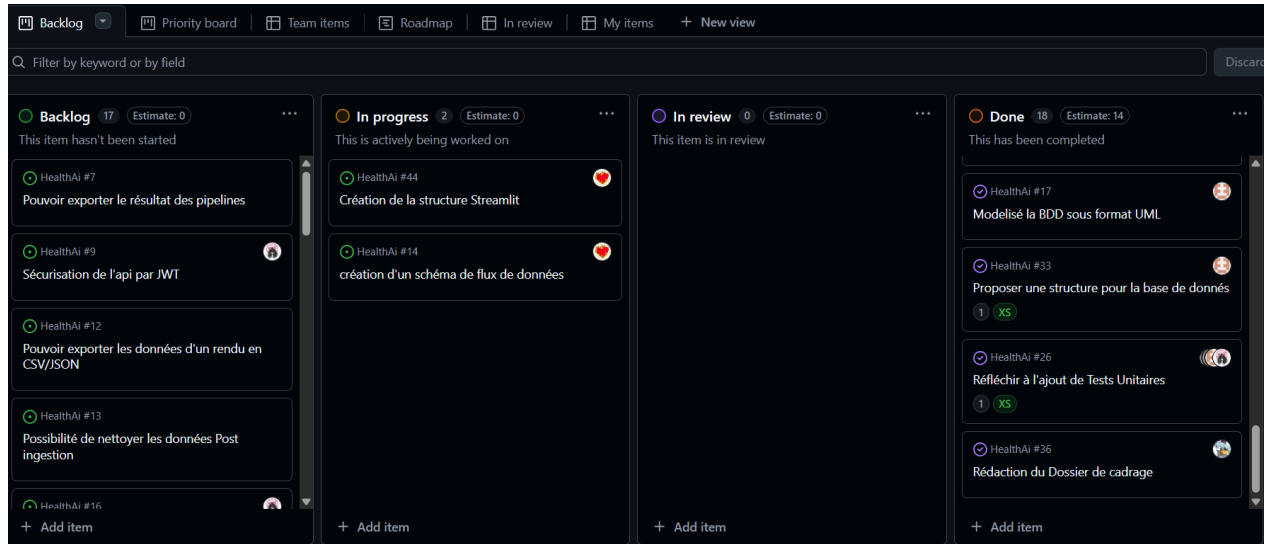 Backlog
Priority board
Team items
Roadmap
In review
My items
+ New view
Filter by keyword or by field
Discard
Backlog 17 Estimate: 0 ...
This item hasn't been started
HealthAi #7
Pouvoir exporter le résultat des pipelines
HealthAi #9
Sécurisation de l'api par JWT
HealthAi #12
Pouvoir exporter les données d'un rendu en
CSV/JSON
HealthAi #13
Possibilité de nettoyer les données Post
ingestion
HealthAi #16
+ Add item
In progress 2 Estimate: 0 ...
This is actively being worked on
HealthAi #44
Création de la structure Streamlit
HealthAi #14
création d'un schéma de flux de données
+ Add item
In review 0 Estimate: 0 ...
This item is in review
+ Add item
Done 18 Estimate: 14 ...
This has been completed
HealthAi #17
Modelisé la BDD sous format UML
HealthAi #33
Proposer une structure pour la base de donnés
1 XS
HealthAi #26
Réfléchir à l'ajout de Tests Unitaires
1 XS
HealthAi #36
Rédaction du Dossier de cadrage
+ Add item